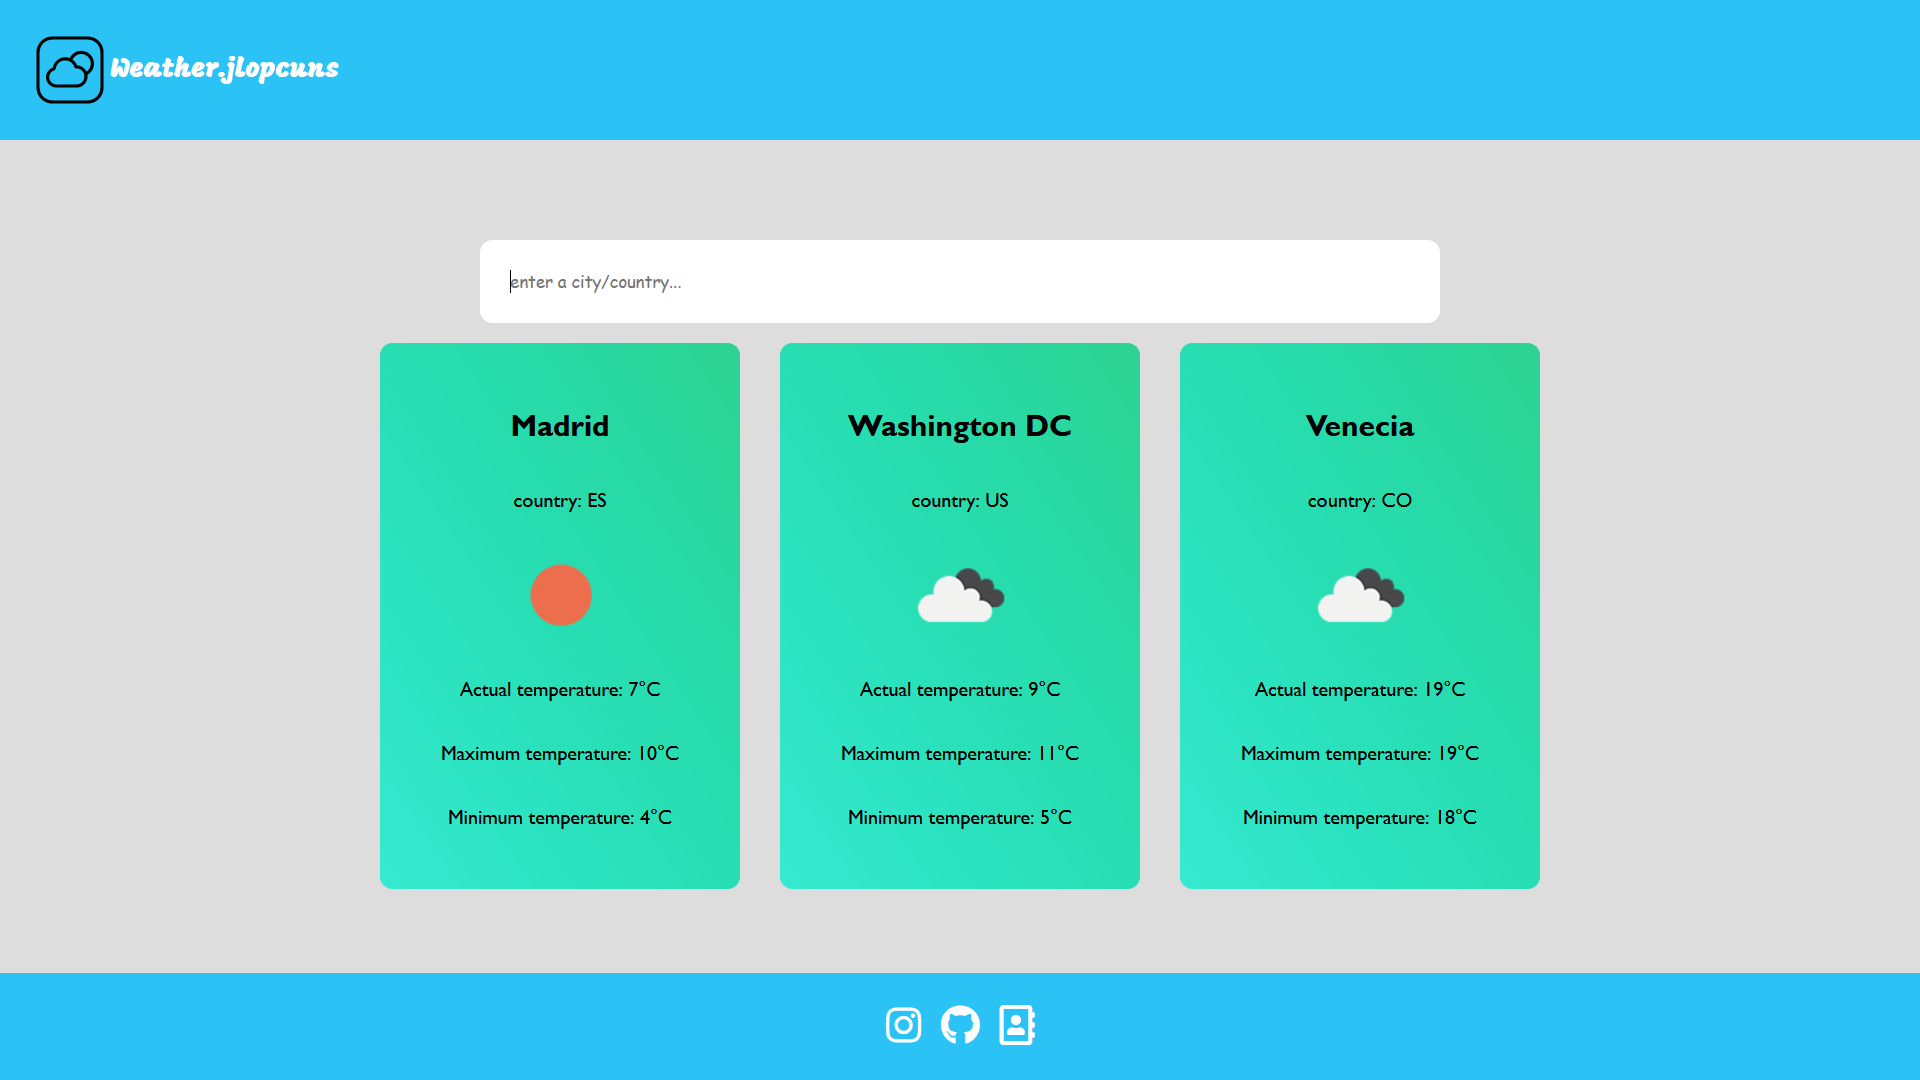 Weather.jlopcuns
enter a city/country...
Madrid
country: ES
Actual temperature: 7°C
Maximum temperature: 10°C
Minimum temperature: 4°C
Washington DC
country: US
Actual temperature: 9°C
Maximum temperature: 11°C
Minimum temperature: 5°C
Venecia
country: CO
Actual temperature: 19°C
Maximum temperature: 19°C
Minimum temperature: 18°C